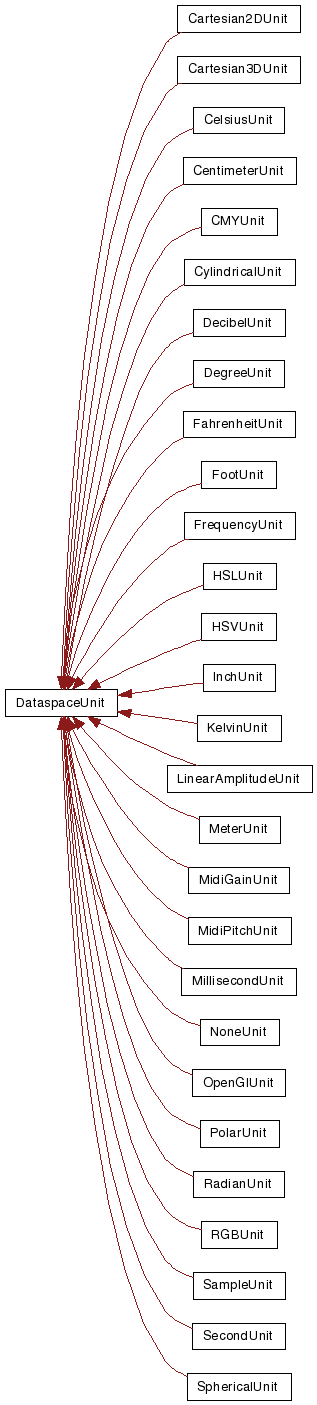 Cartesian2DUnit
Cartesian3DUnit
CelsiusUnit
CentimeterUnit
CMYUnit
CylindricalUnit
DecibelUnit
DegreeUnit
FahrenheitUnit
FootUnit
FrequencyUnit
HSLUnit
HSVUnit
InchUnit
DataspaceUnit
KelvinUnit
LinearAmplitudeUnit
MeterUnit
MidiGainUnit
MidiPitchUnit
MillisecondUnit
NoneUnit
OpenGlUnit
PolarUnit
RadianUnit
RGBUnit
SampleUnit
SecondUnit
SphericalUnit